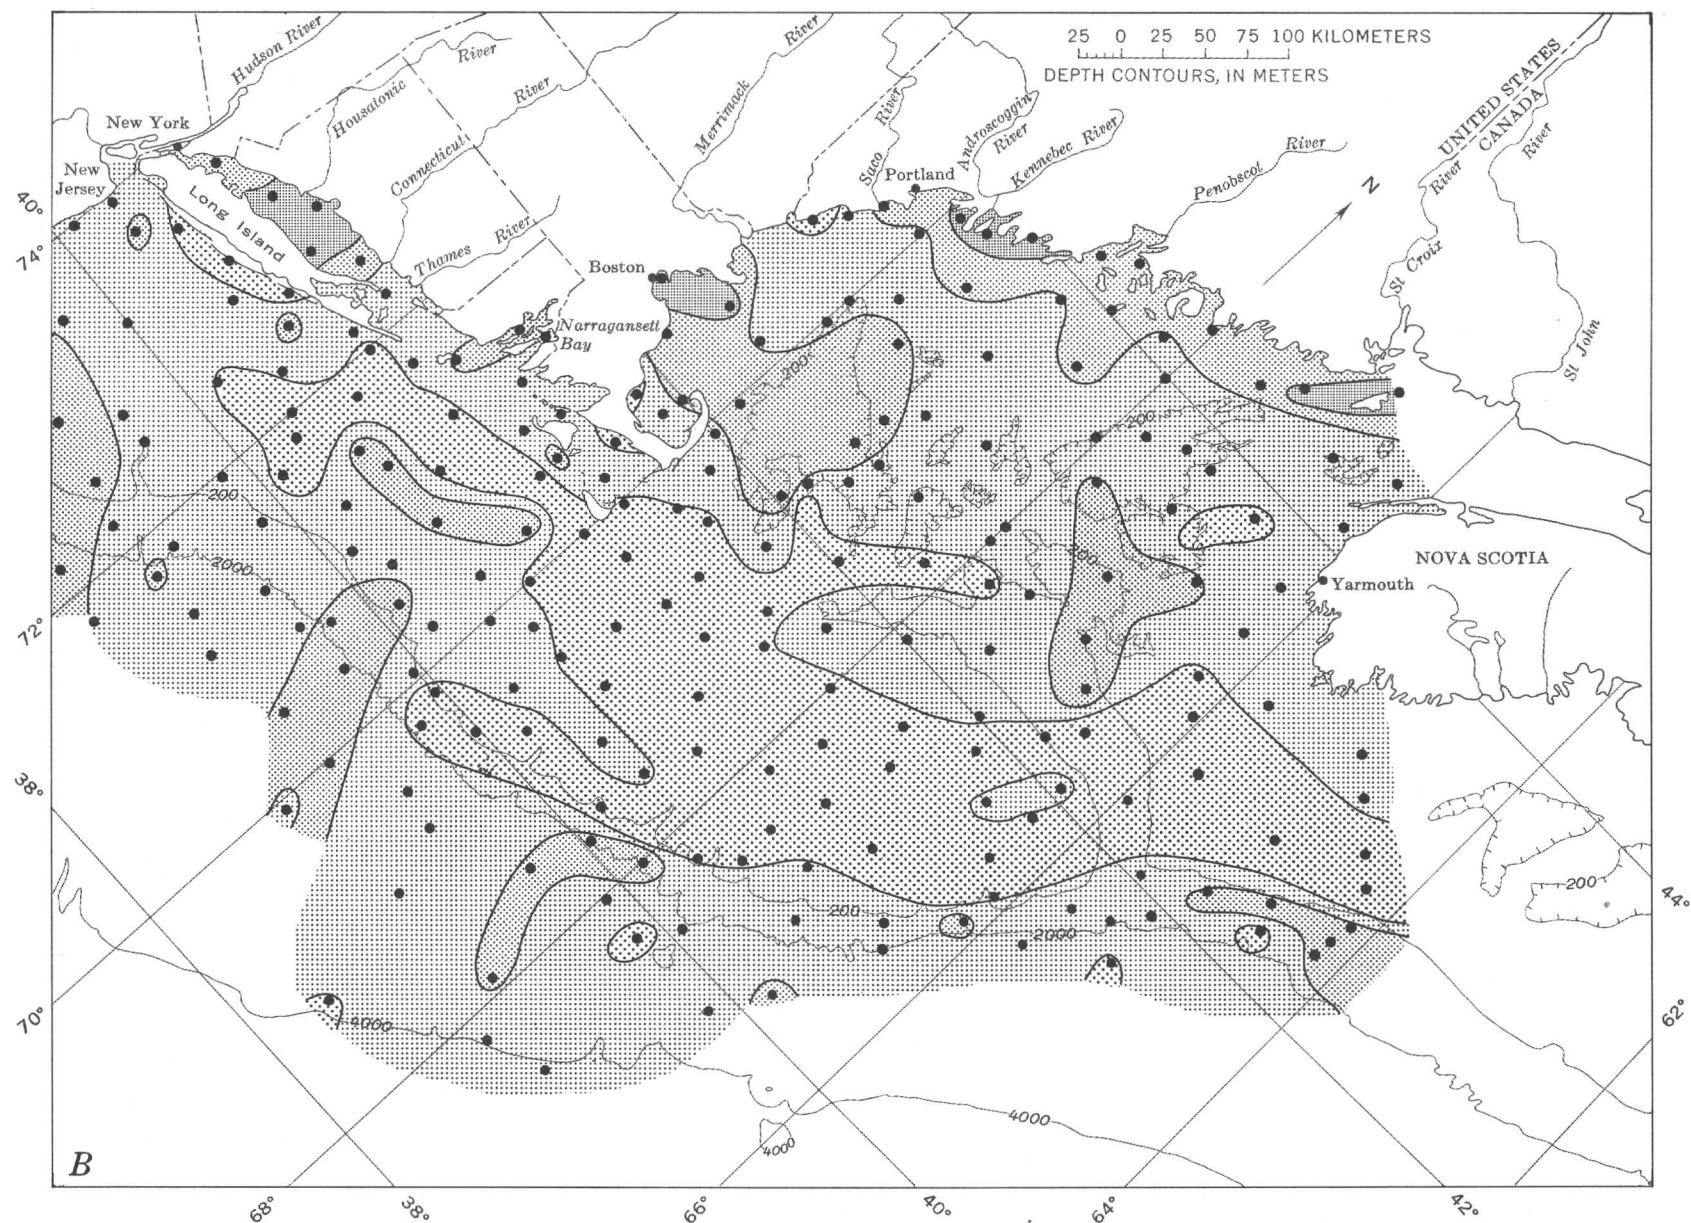 25 0 25 50 75 100 KILOMETERS
DEPTH CONTOURS, IN METERS
UNITED STATES
CANADA
Hudson River
Housatonic
River
Connecticut
River
Thames River
Merrimack
River
Saco
River
Androscoggin
River
Kennebec River
Penobscot River
St Croix
River
St John
River
N
New York
New
Jersey
Long Island
Boston
Narragansett
Bay
Portland
NOVA SCOTIA
Yarmouth
200
200
200
200
2000
200
2000
200
4000
4000
4000
40°
74°
72°
38°
70°
68°
38°
66°
40°
64°
42°
44°
62°
B